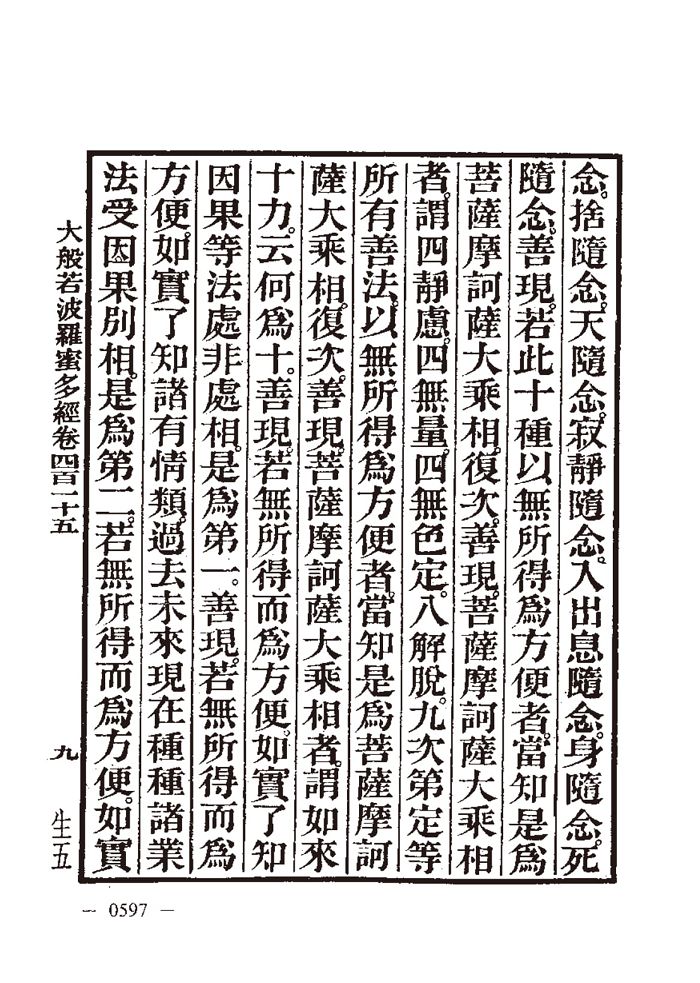 念。捨隨念。天隨念。寂靜隨念。入出息隨念。身隨念。死
隨念。善現。若此十種以無所得爲方便者。當知是爲
菩薩摩訶薩大乘相。復次。善現。菩薩摩訶薩大乘相
者。謂四靜慮。四無量。四無色定。八解脫。九次第定等
所有善法。以無所得爲方便者。當知是爲菩薩摩訶
薩大乘相。復次。善現。菩薩摩訶薩大乘相者。謂如來
十力。云何爲十。善現。若無所得而爲方便。如實了知
因果等法處非處相。是爲第一。善現。若無所得而爲
方便。如實了知諸有情類。過去未來現在種種諸業
法受因果別相。是爲第二。若無所得而爲方便。如實
大般若波羅蜜多經卷四百一十五
九
生五
— 0597 —